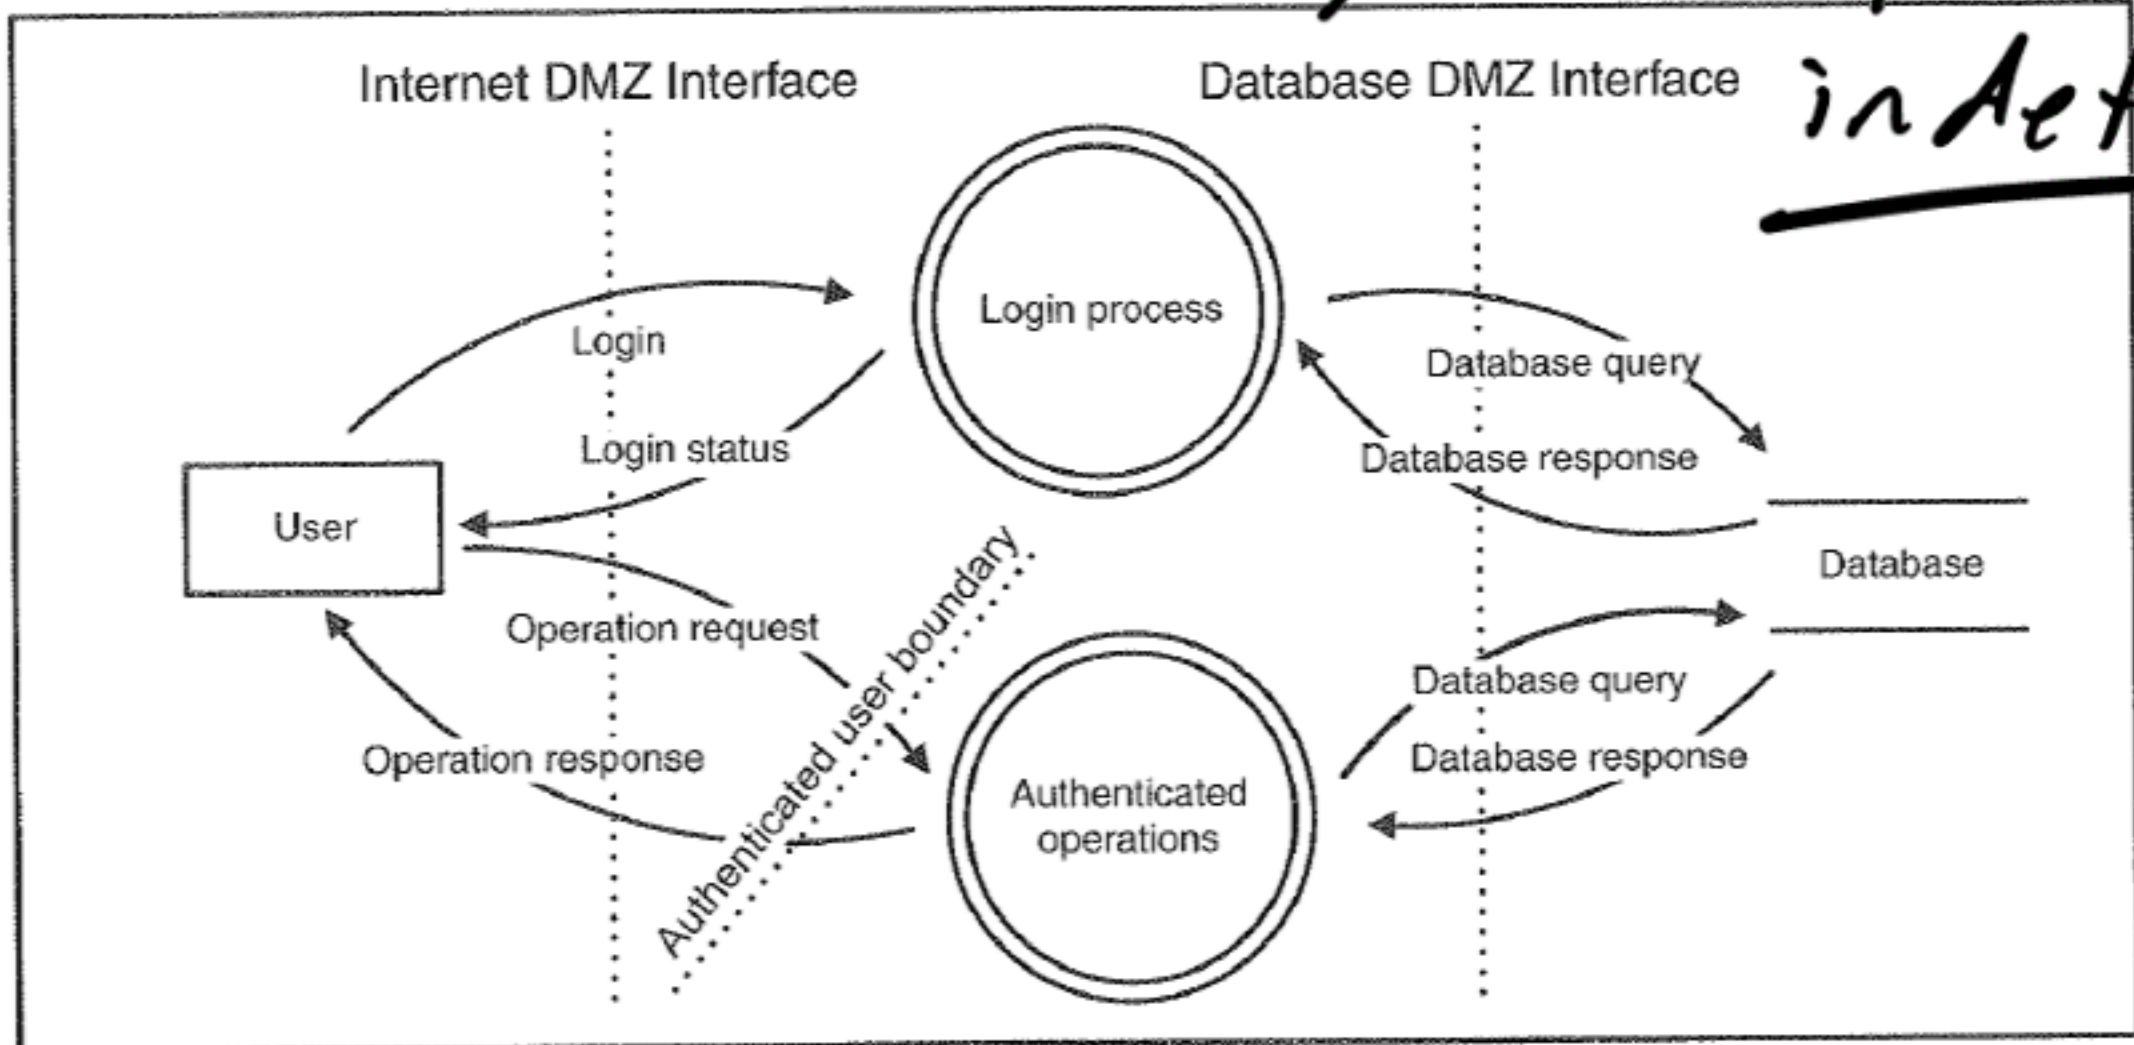 Internet DMZ Interface
Database DMZ Interface
Login process
Login
Database query
Login status
Database response
User
Database
Operation request
Authenticated user boundary
Database query
Operation response
Database response
Authenticated
operations